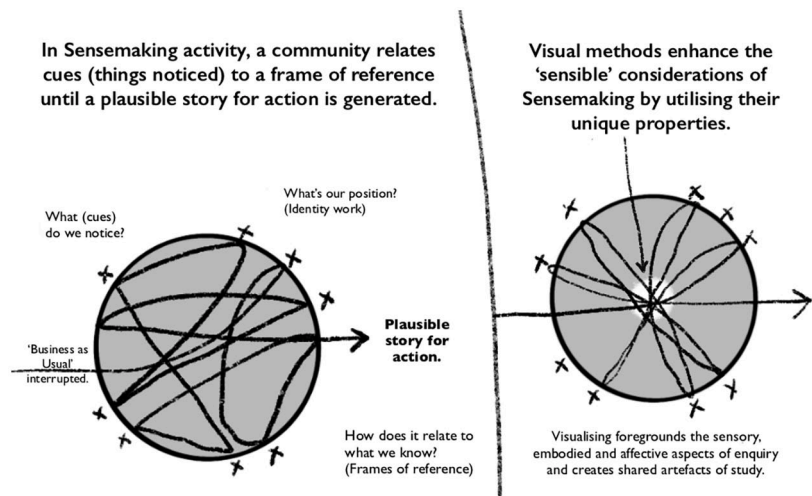 In Sensemaking activity, a community relates
cues (things noticed) to a frame of reference
until a plausible story for action is generated.
What (cues)
do we notice?
What's our position?
(Identity work)
'Business as
Usual'
interrupted.
Plausible
story for
action.
How does it relate to
what we know?
(Frames of reference)
Visual methods enhance the
'sensible' considerations of
Sensemaking by utilising their
unique properties.
Visualising foregrounds the sensory,
embodied and affective aspects of enquiry
and creates shared artefacts of study.